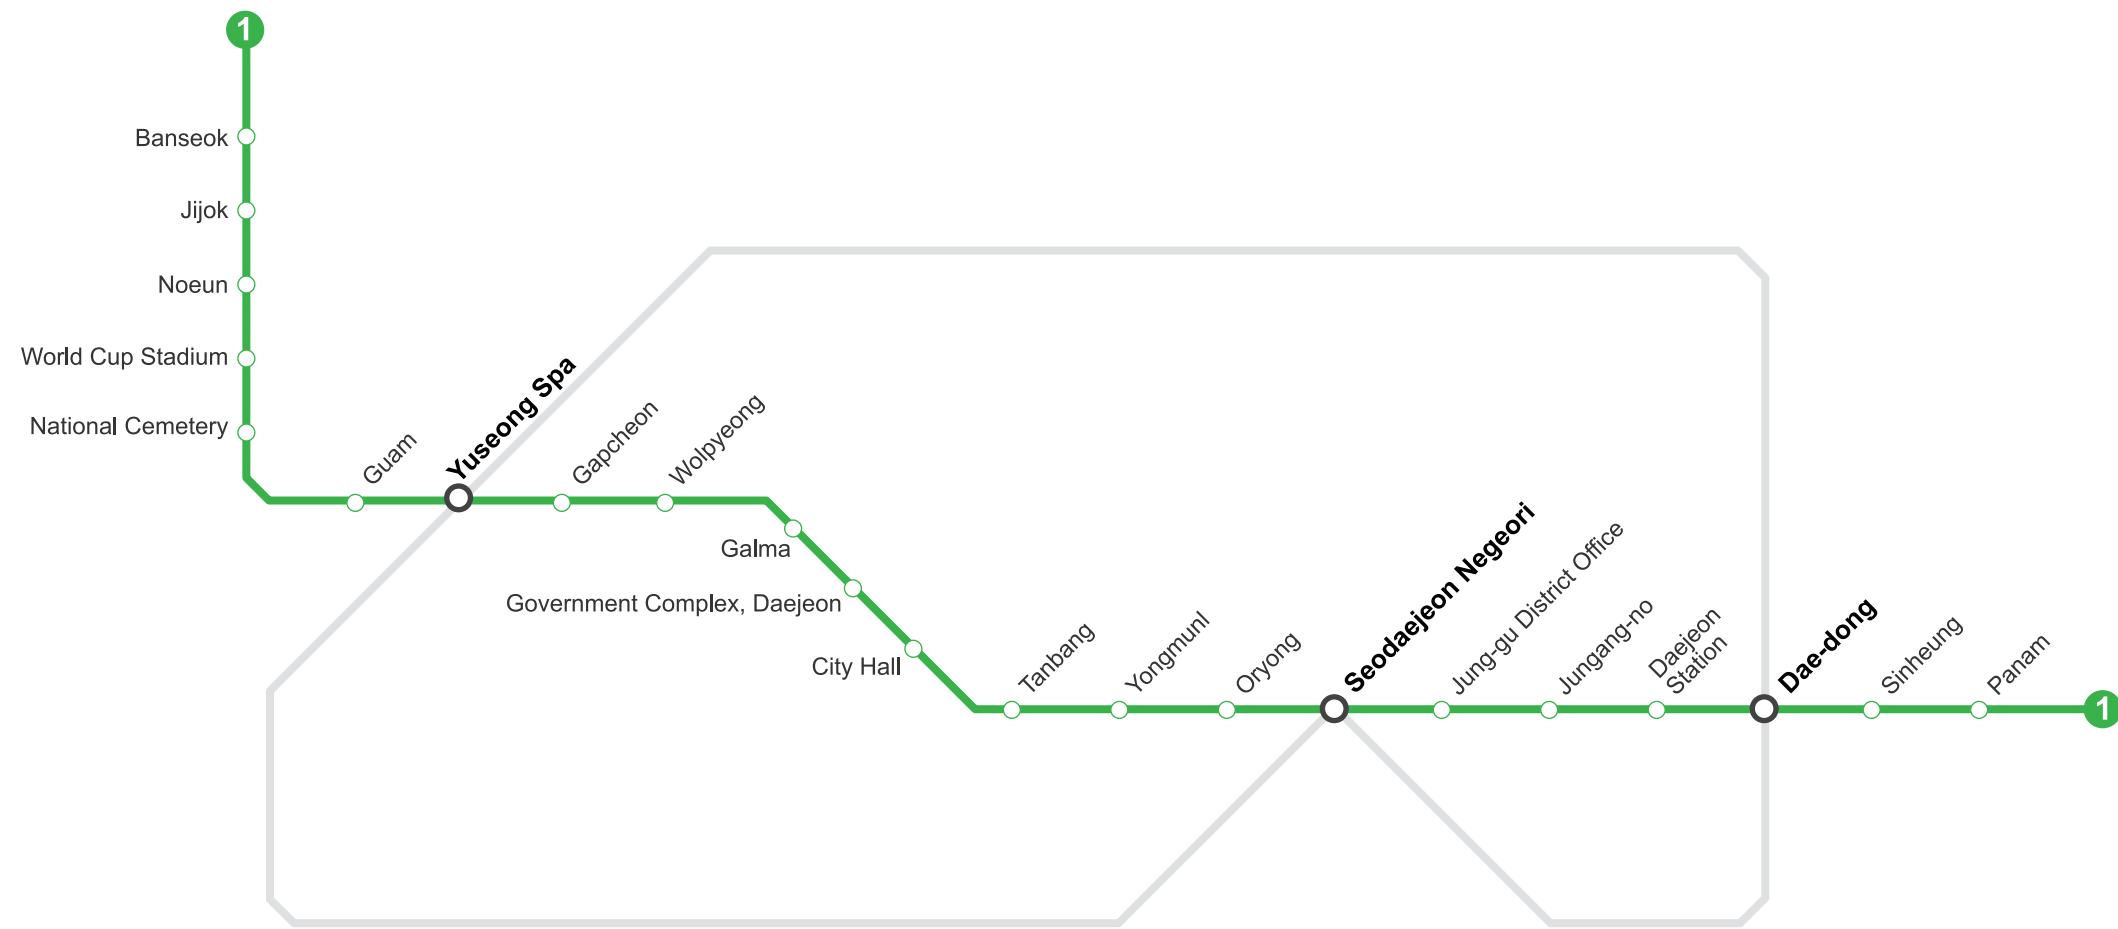 1
Banseok
Jijok
Noeun
World Cup Stadium
National Cemetery
Guam
Yuseong Spa
Gapcheon
Wolpyeong
Galma
Government Complex, Daejeon
City Hall
Tanbang
Yongmunl
Oryong
Seodaejeon Negeori
Jung-gu District Office
Jungang-no
Daejeon
Station
Dae-dong
Sinheung
Panam
1